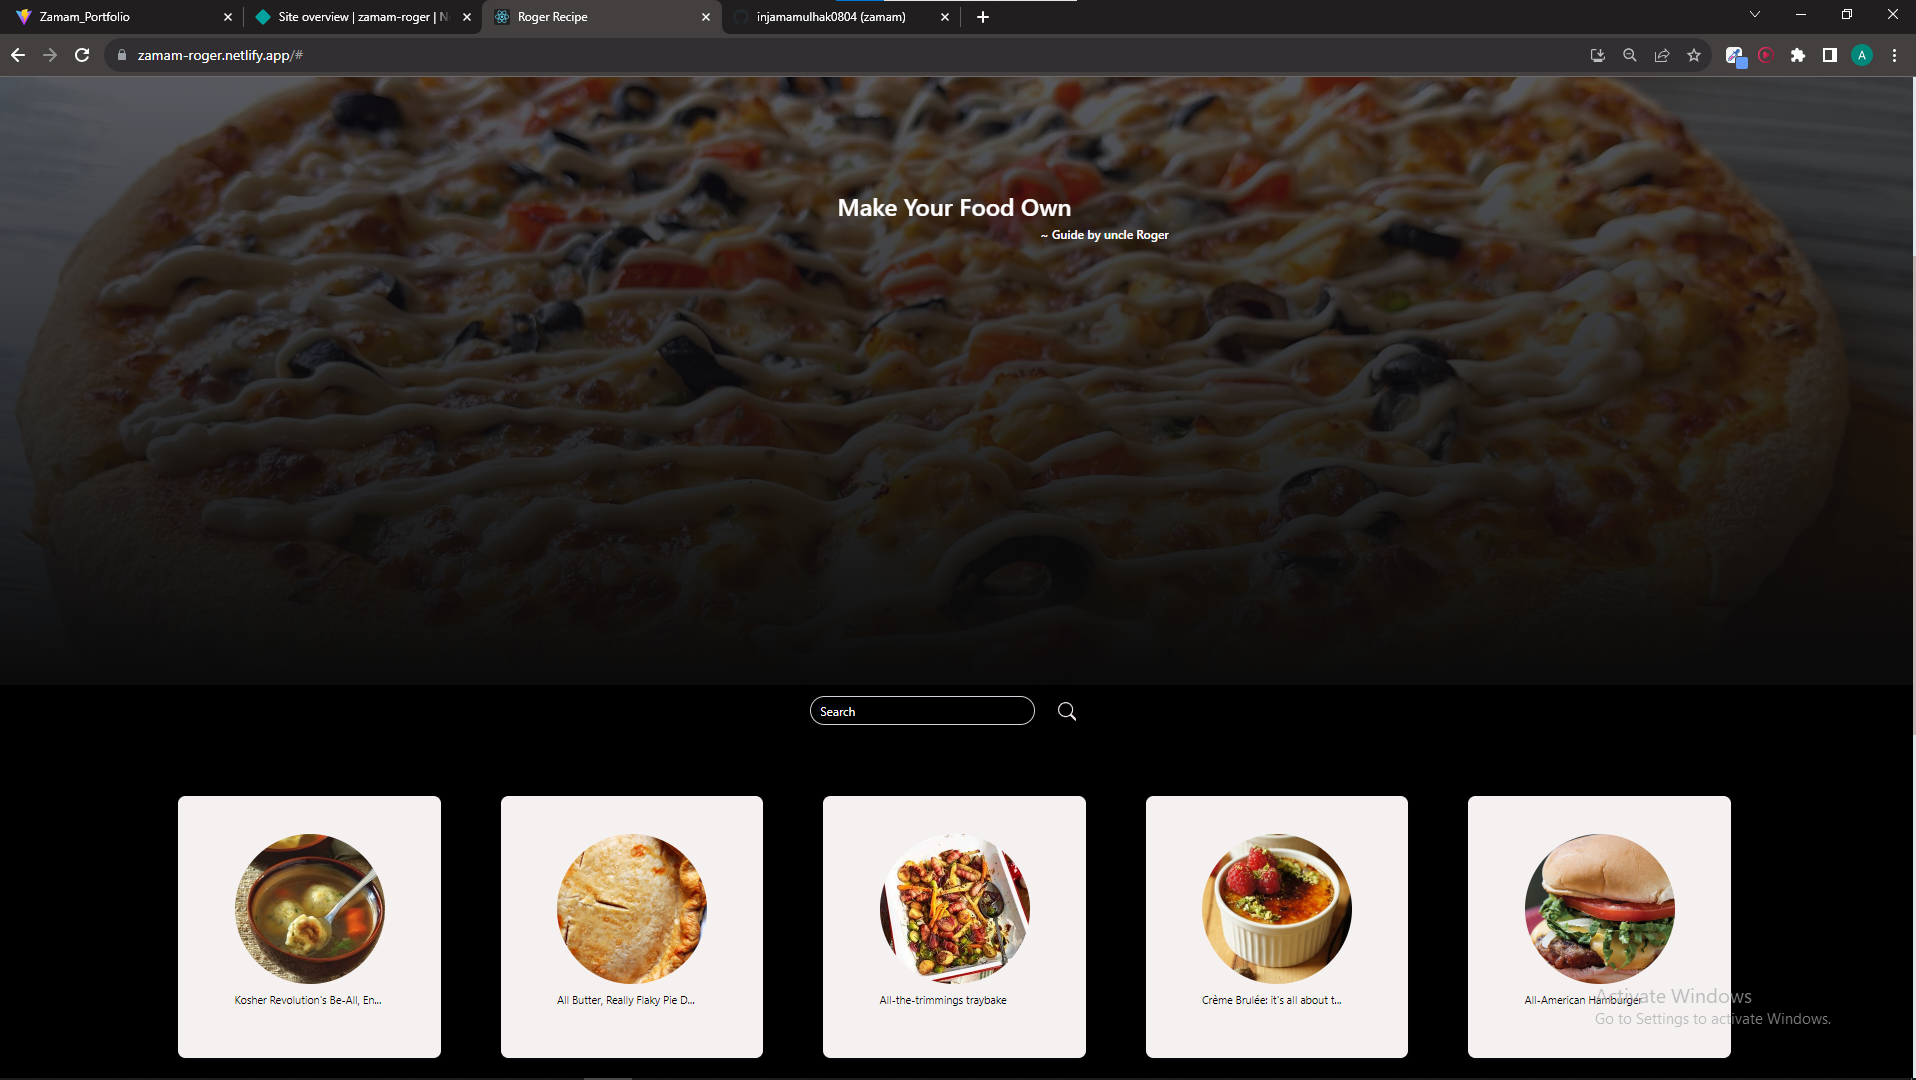 Zamam_Portfolio
Site overview | zamam-roger | N
Roger Recipe
injamamulhak0804 (zamam)
zamam-roger.netlify.app/#
A
Make Your Food Own
~ Guide by uncle Roger
Search
Kosher Revolution's Be-All, En...
All Butter, Really Flaky Pie D...
All-the-trimmings traybake
Crème Brulée: it's all about t...
All-American Hamburger
Activate Windows
Go to Settings to activate Windows.